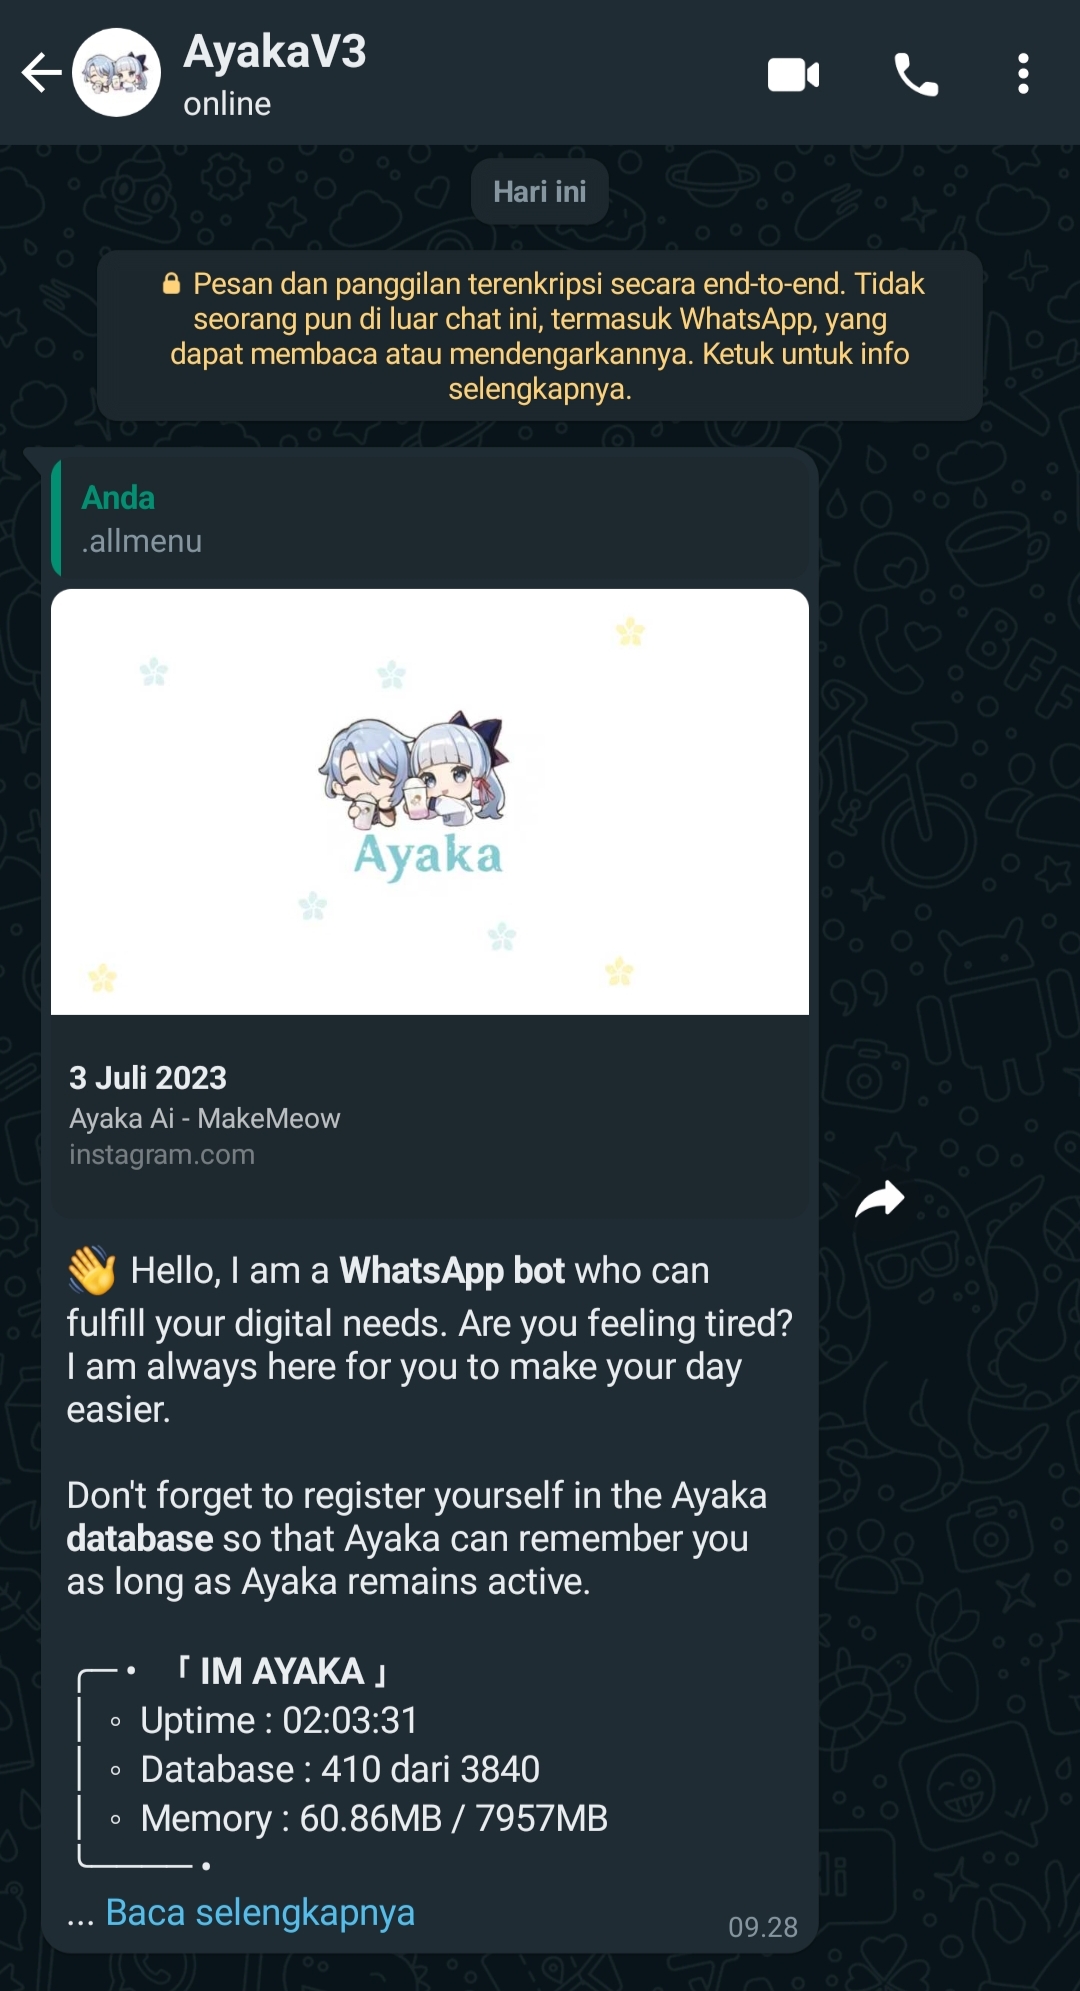 AyakaV3
online
Hari ini
🔒 Pesan dan panggilan terenkripsi secara end-to-end. Tidak
seorang pun di luar chat ini, termasuk WhatsApp, yang
dapat membaca atau mendengarkannya. Ketuk untuk info
selengkapnya.
Anda
.allmenu
Ayaka
3 Juli 2023
Ayaka Ai - MakeMeow
instagram.com
👋 Hello, I am a WhatsApp bot who can
fulfill your digital needs. Are you feeling tired?
I am always here for you to make your day
easier.
Don't forget to register yourself in the Ayaka
database so that Ayaka can remember you
as long as Ayaka remains active.
╭─• 「 IM AYAKA 」
│ ◦ Uptime : 02:03:31
│ ◦ Database : 410 dari 3840
│ ◦ Memory : 60.86MB / 7957MB
╰────•
... Baca selengkapnya
09.28